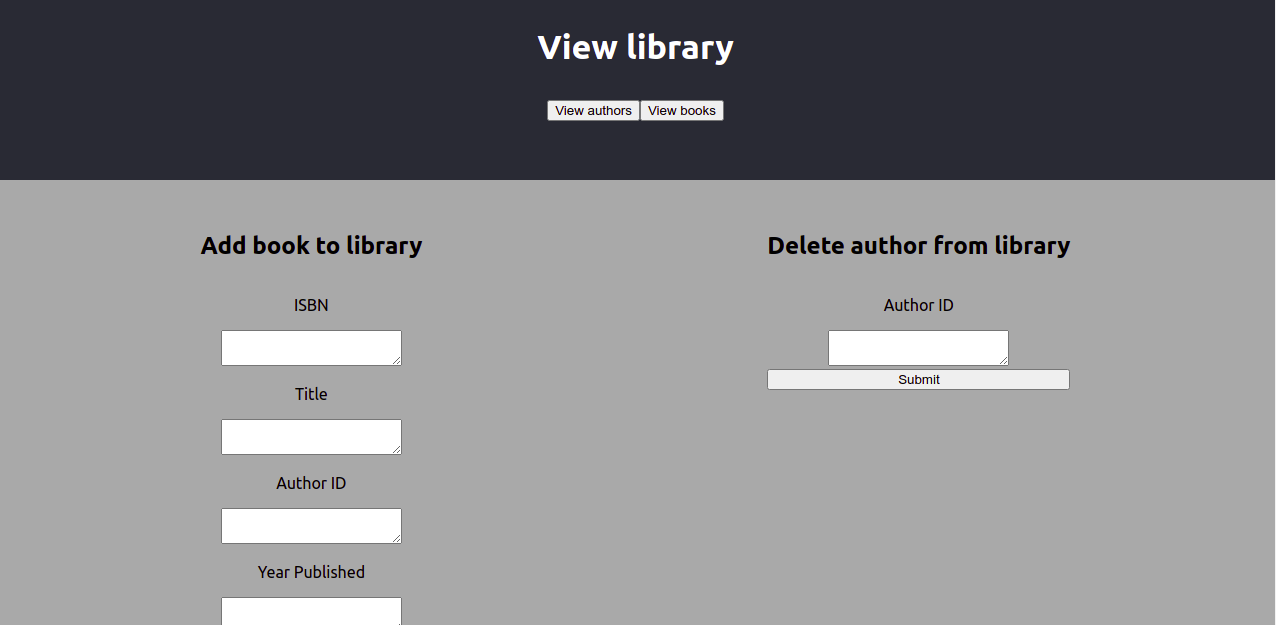 View library
View authors View books
Add book to library
ISBN
Title
Author ID
Year Published
Delete author from library
Author ID
Submit